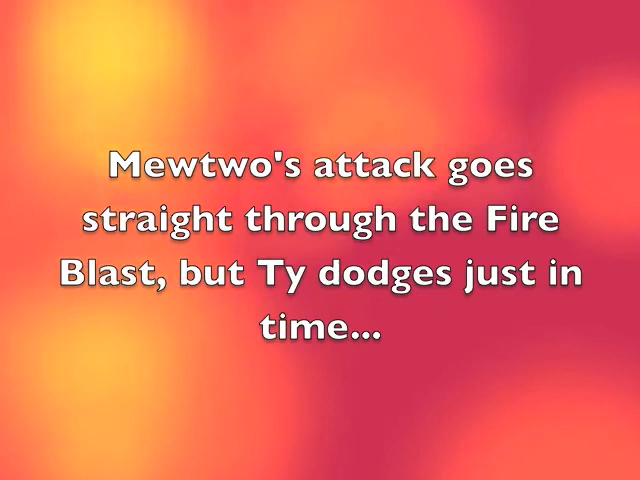 Mewtwo's attack goes
straight through the Fire
Blast, but Ty dodges just in
time...